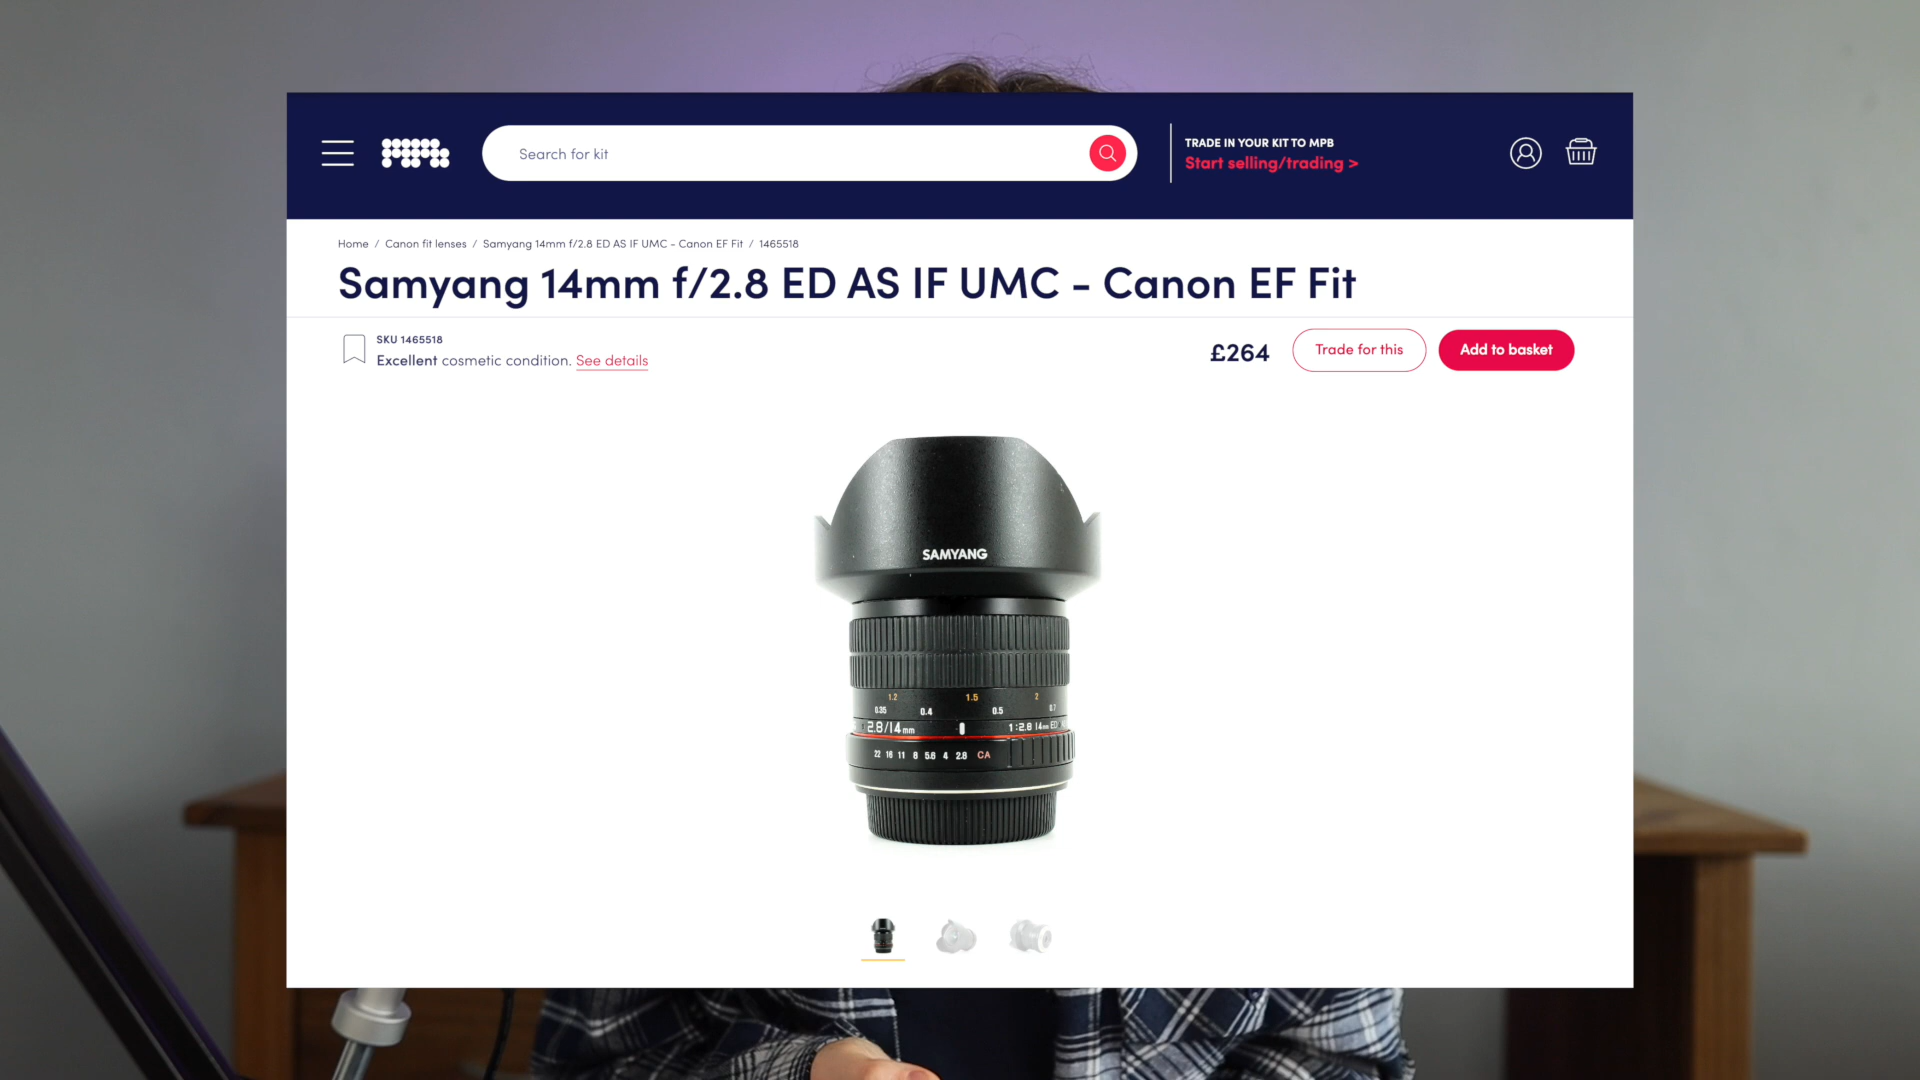 Search for kit
TRADE IN YOUR KIT TO MPB
Start selling/trading >
Home / Canon fit lenses / Samyang 14mm f/2.8 ED AS IF UMC - Canon EF Fit / 1465518
Samyang 14mm f/2.8 ED AS IF UMC - Canon EF Fit
SKU 1465518
Excellent cosmetic condition. See details
£264
Trade for this
Add to basket
SAMYANG
1.2 1.5 2
0.35 0.4 0.5 0.7
2.8/14mm 1:2.8 14mm ED
22 16 11 8 5.6 4 2.8 CA